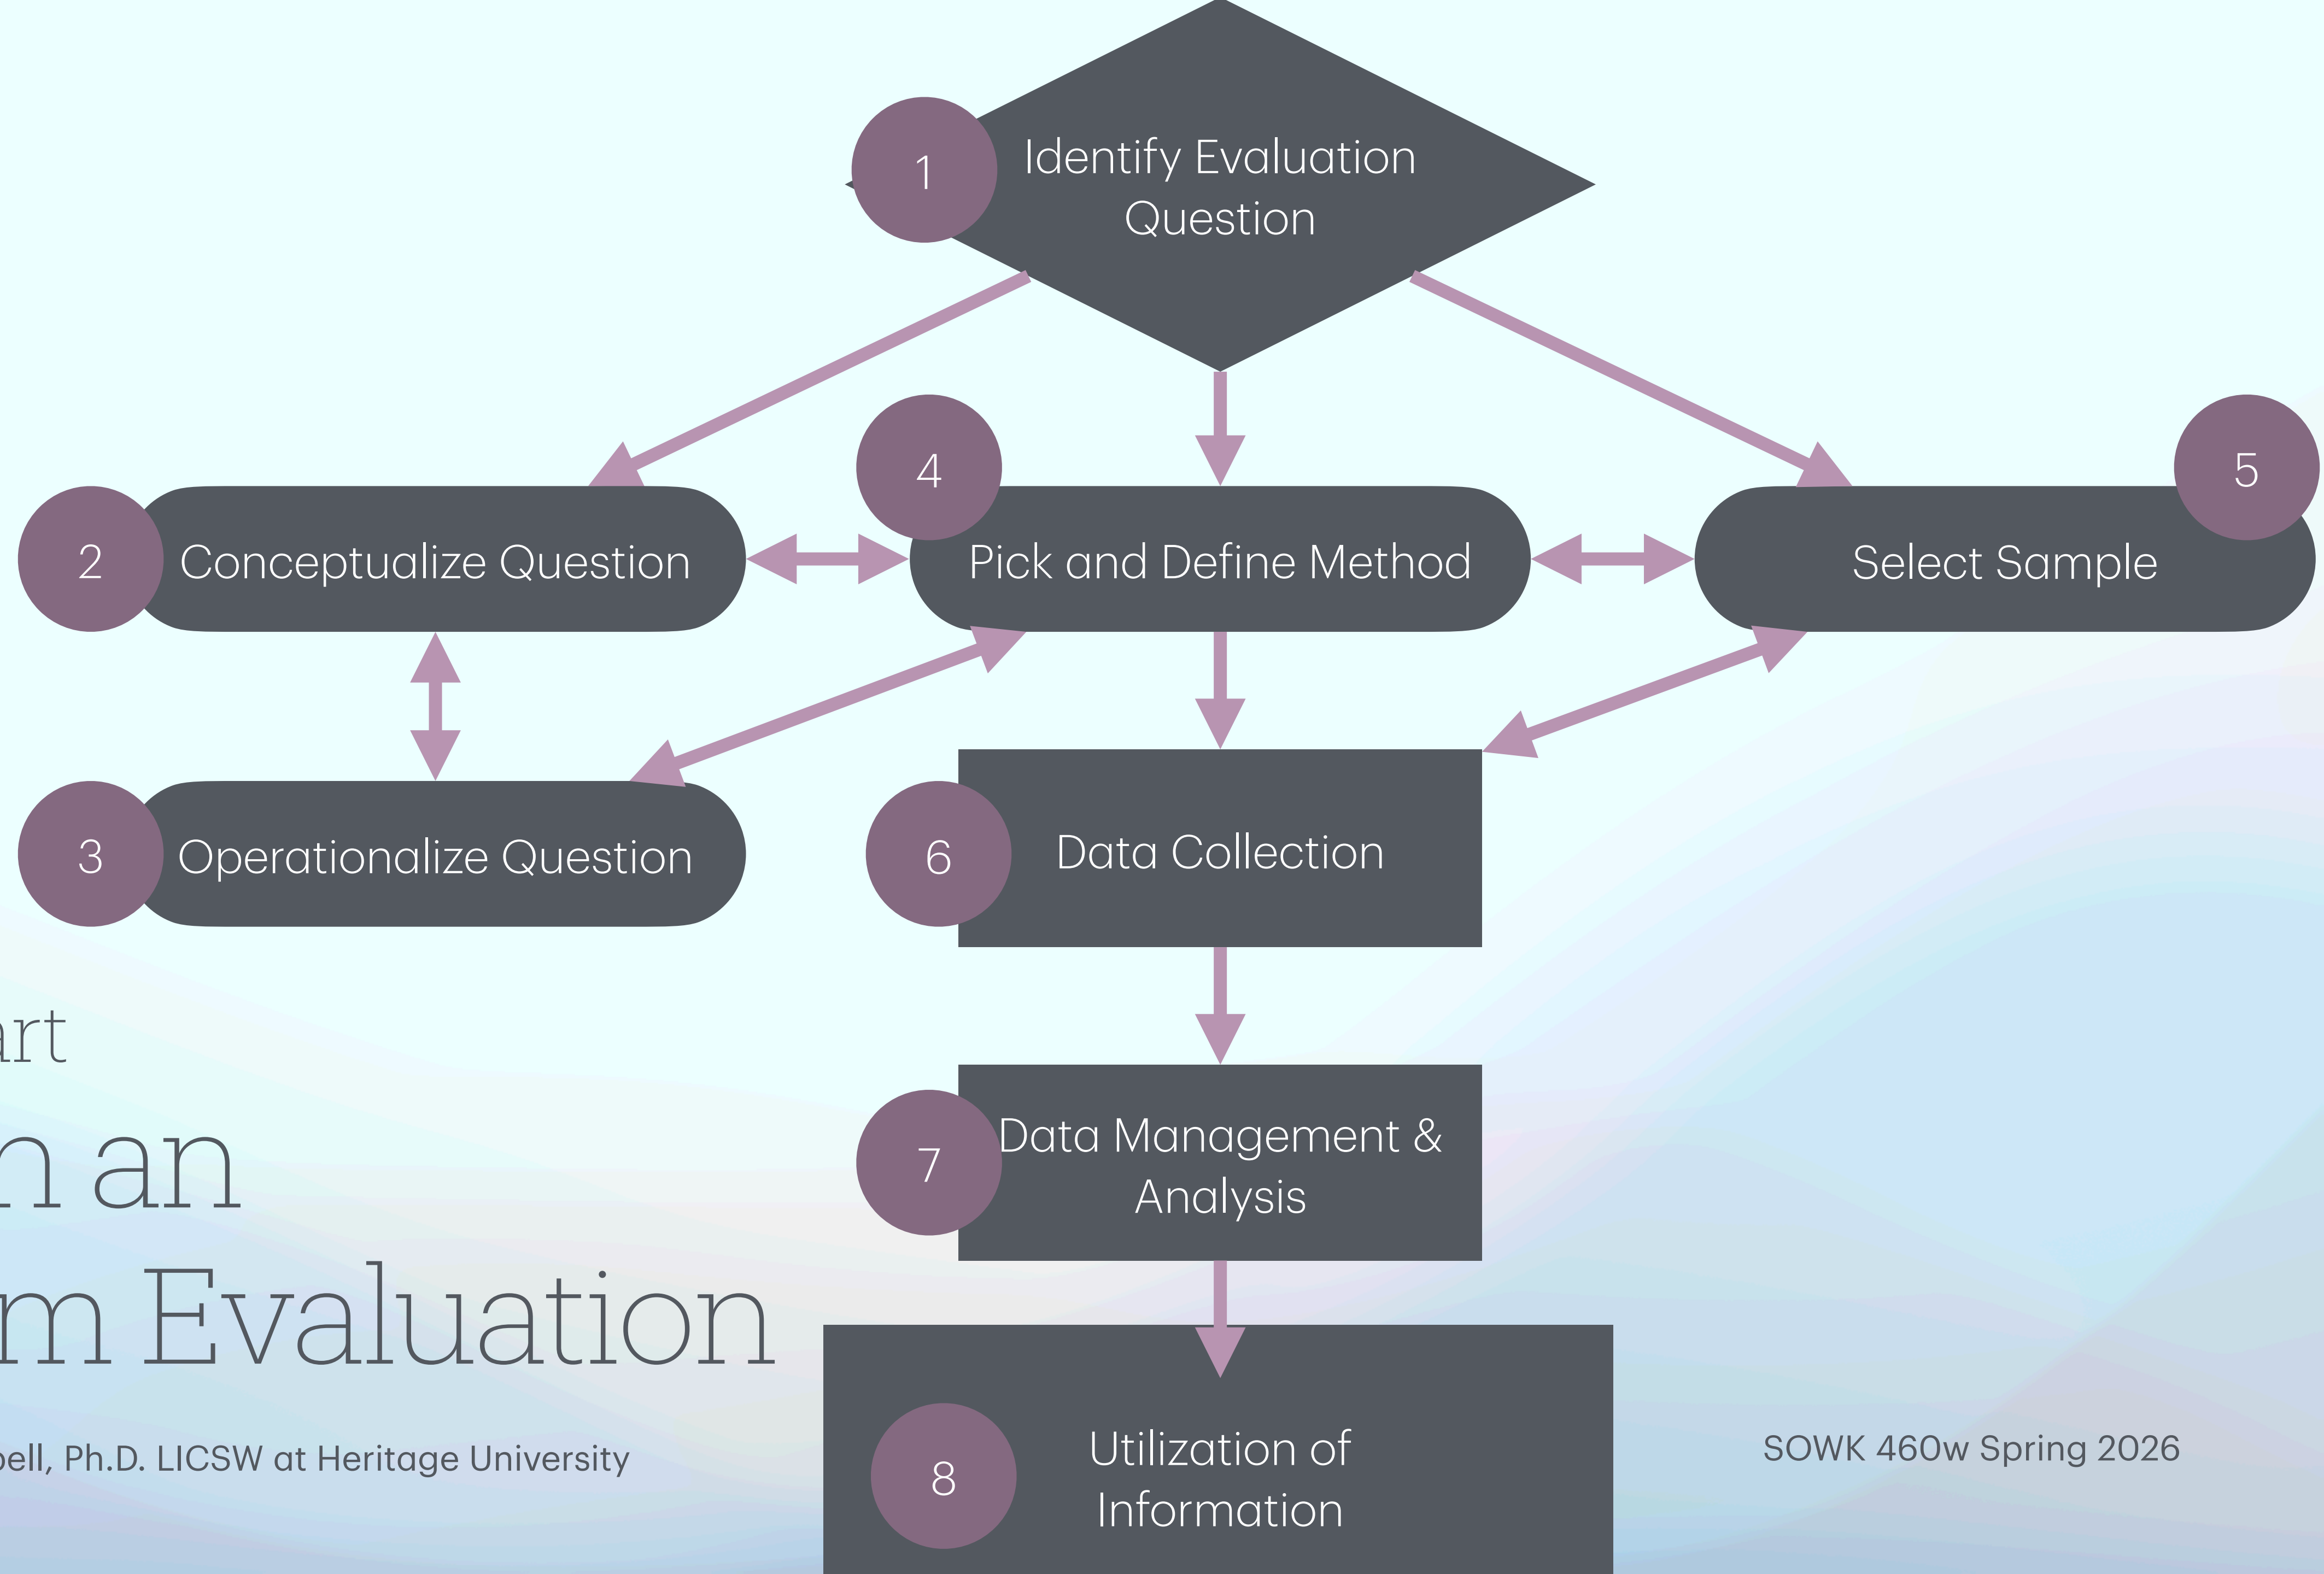 1
Identify Evaluation
Question
2
Conceptualize Question
4
Pick and Define Method
5
Select Sample
3
Operationalize Question
6
Data Collection
7
Data Management &
Analysis
8
Utilization of
Information
an
Evaluation
Ph.D. LICSW at Heritage University
SOWK 460w Spring 2026